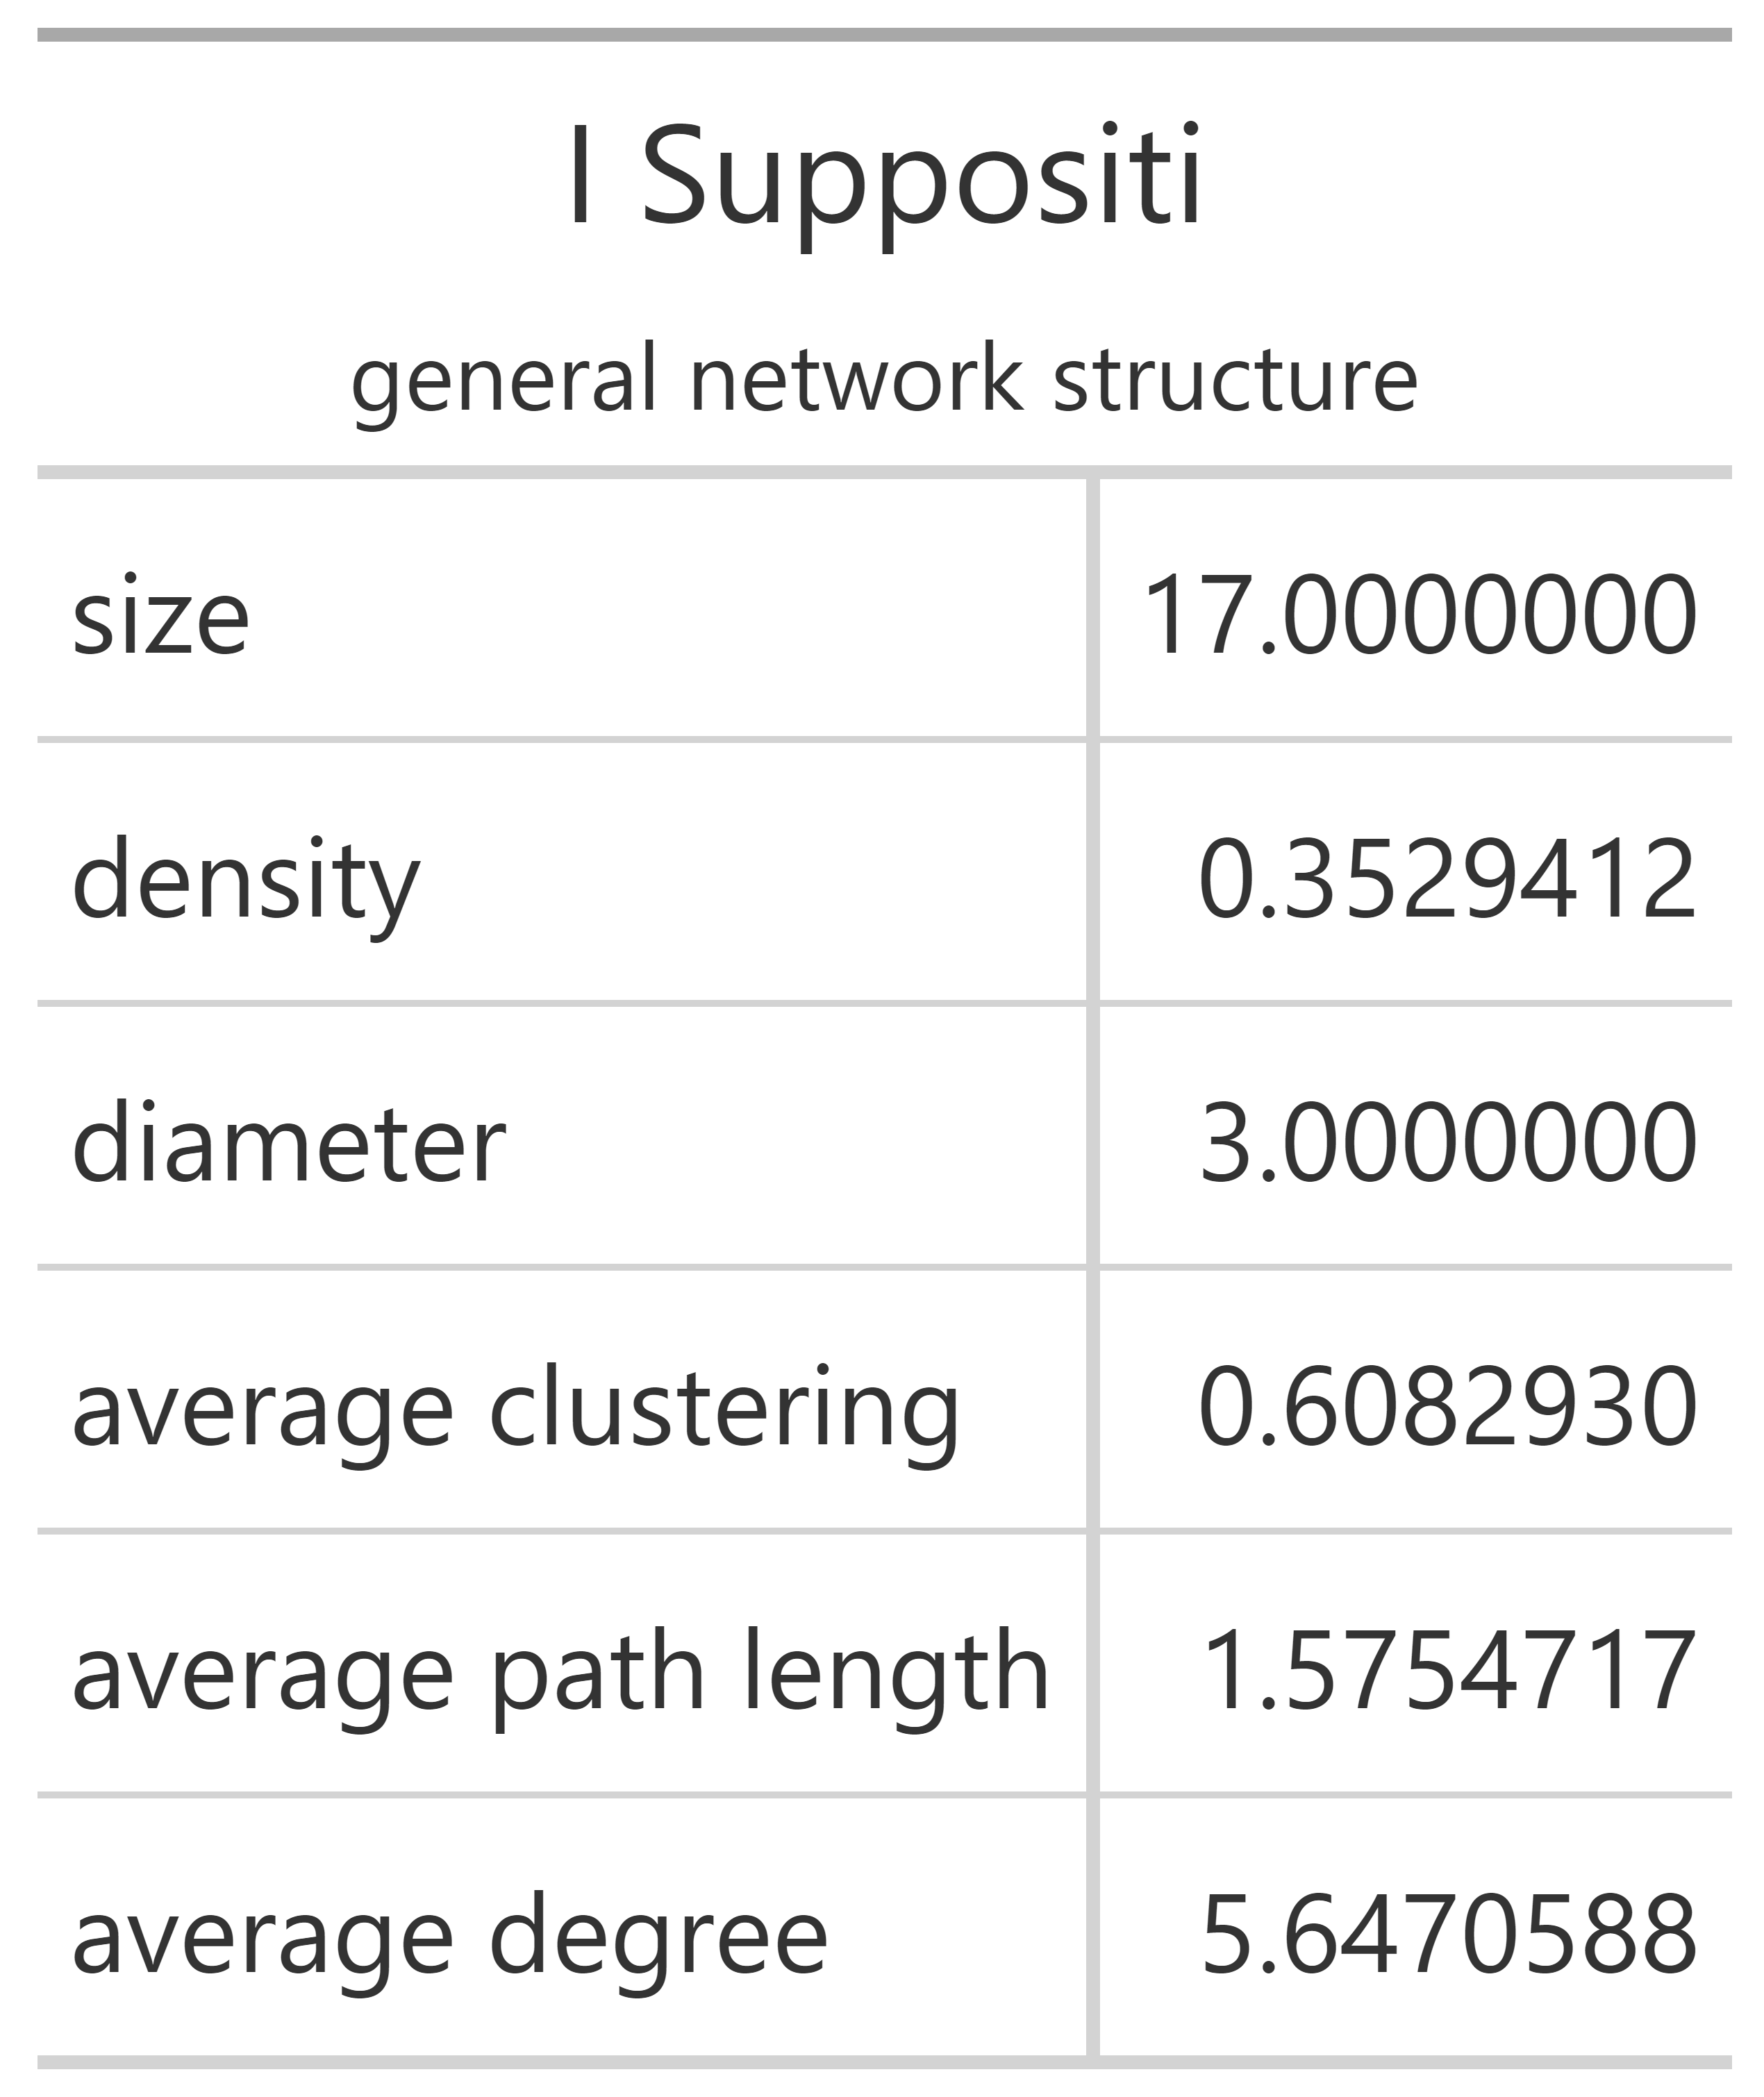 I Suppositi
general network structure
size 17.0000000
density 0.3529412
diameter 3.0000000
average clustering 0.6082930
average path length 1.5754717
average degree 5.6470588